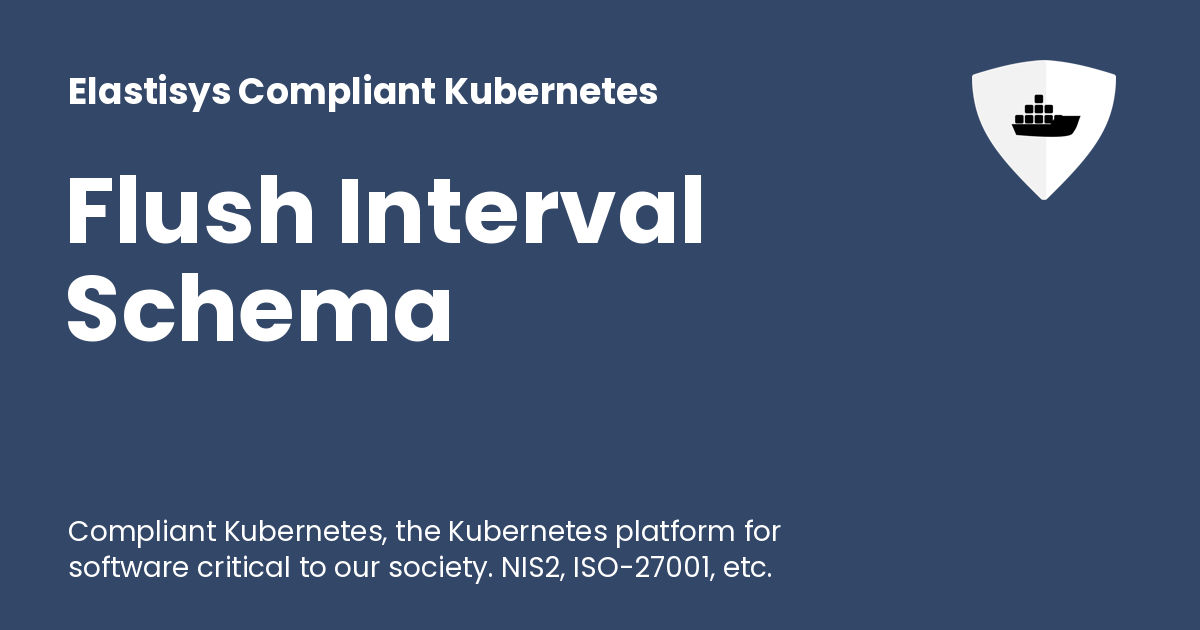 Elastisys Compliant Kubernetes
Flush Interval
Schema
Compliant Kubernetes, the Kubernetes platform for
software critical to our society. NIS2, ISO-27001, etc.